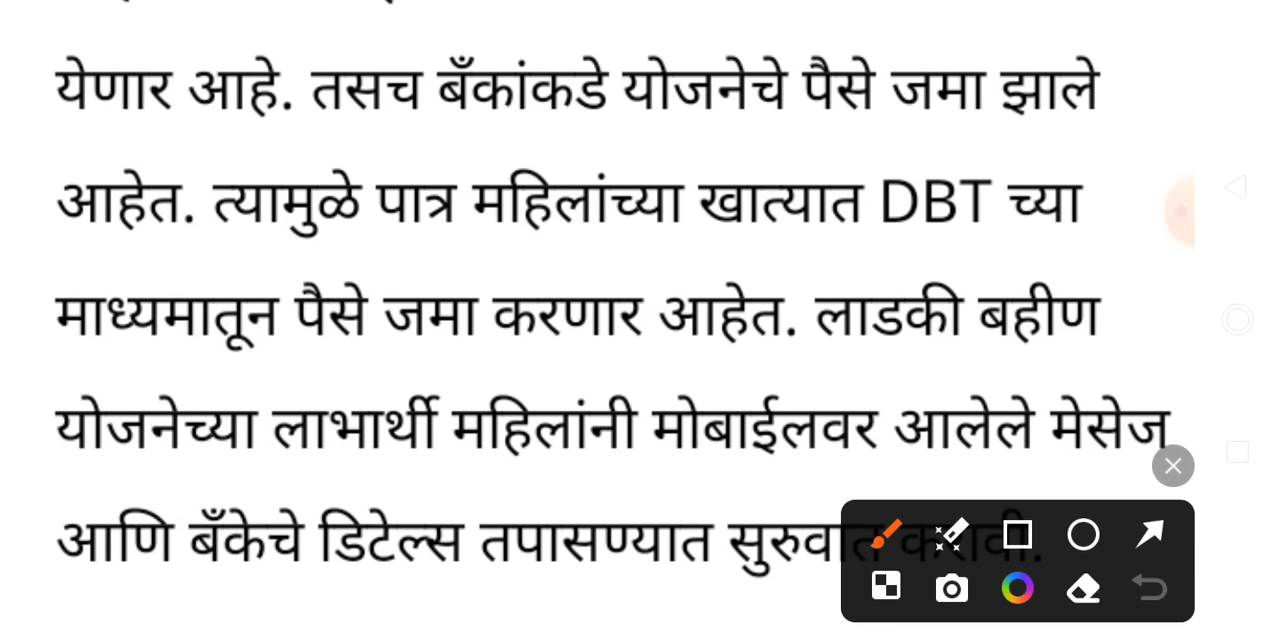 येणार आहे. तसच बँकांकडे योजनेचे पैसे जमा झाले
आहेत. त्यामुळे पात्र महिलांच्या खात्यात DBT च्या
माध्यमातून पैसे जमा करणार आहेत. लाडकी बहीण
योजनेच्या लाभार्थी महिलांनी मोबाईलवर आलेले मेसेज
आणि बँकेचे डिटेल्स तपासण्यात सुरुवात करावी.